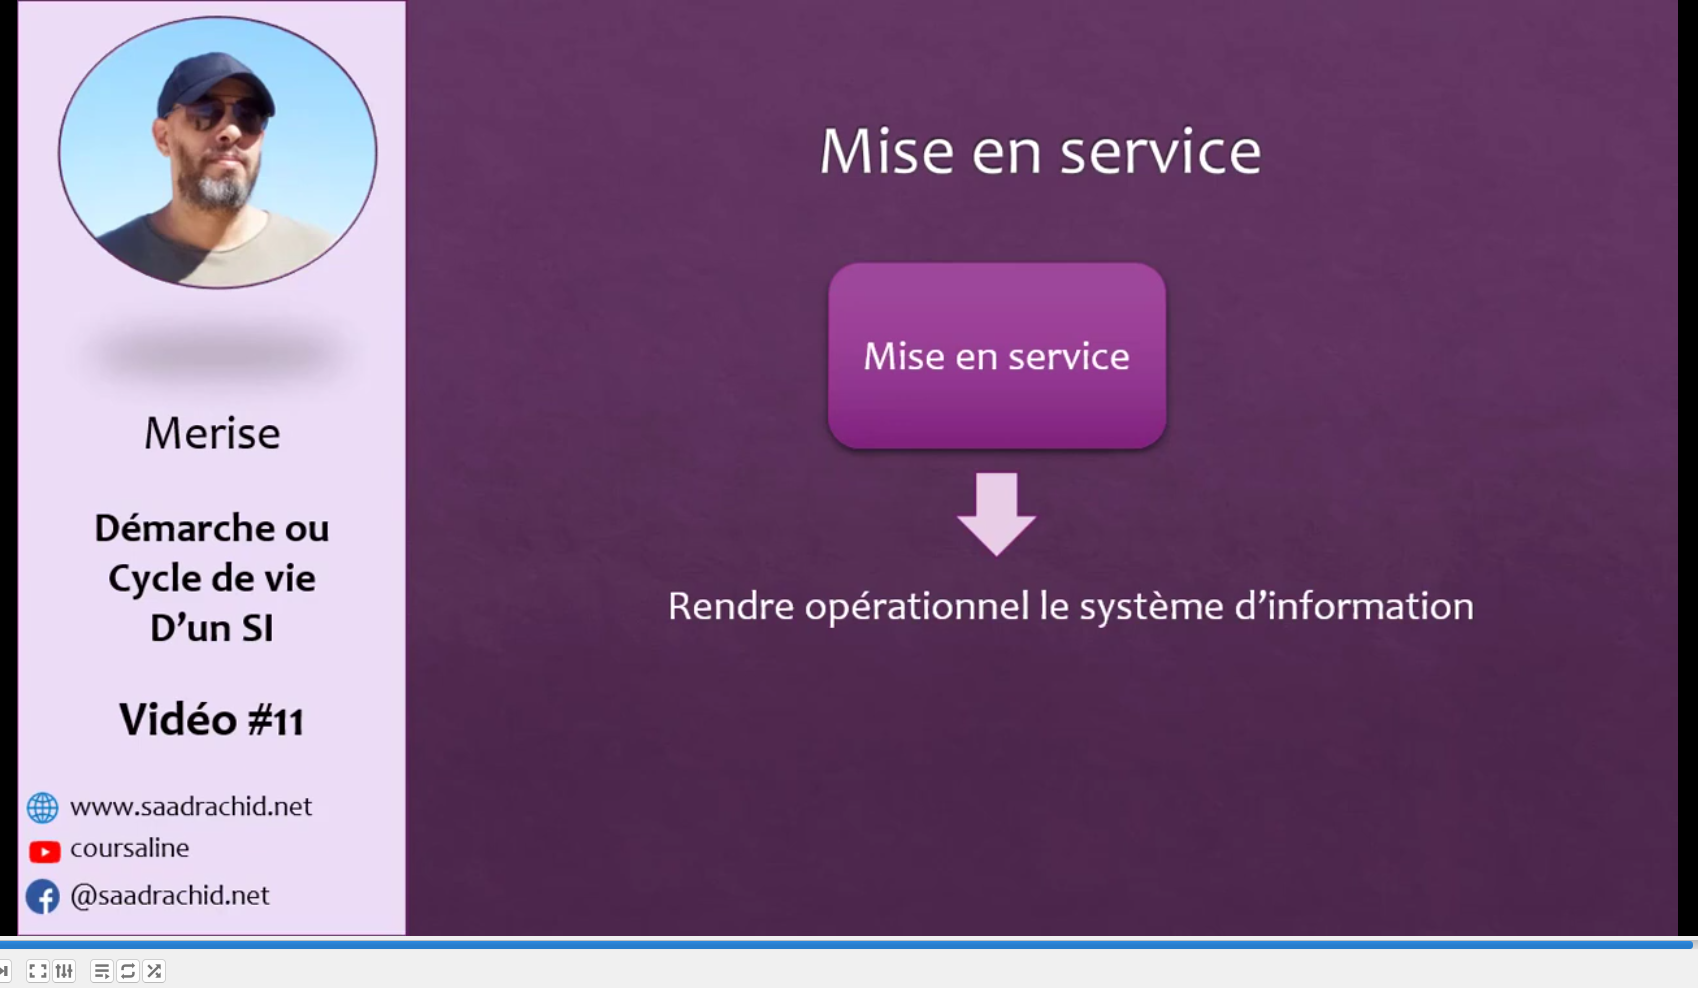 Merise
Démarche ou
Cycle de vie
D’un SI
Vidéo #11
www.saadrachid.net
coursaline
@saadrachid.net
Mise en service
Mise en service
Rendre opérationnel le système d’information